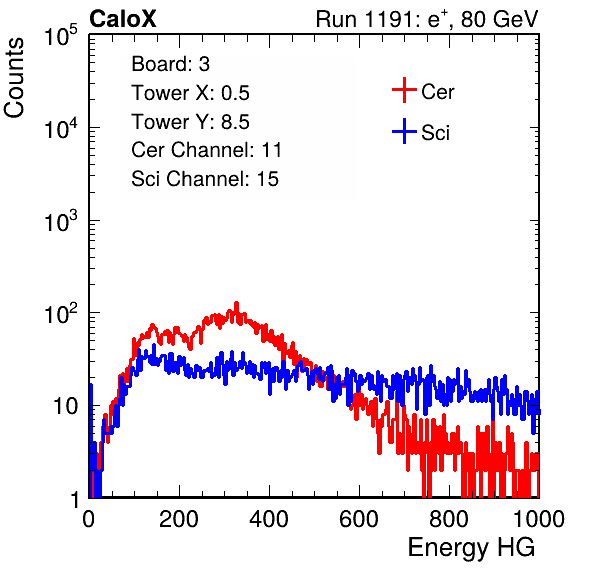 CaloX Run 1191: e⁺, 80 GeV
Counts
Board: 3
Tower X: 0.5
Tower Y: 8.5
Cer Channel: 11
Sci Channel: 15
Cer
Sci
10⁵
10⁴
10³
10²
10
1
0 200 400 600 800 1000
Energy HG